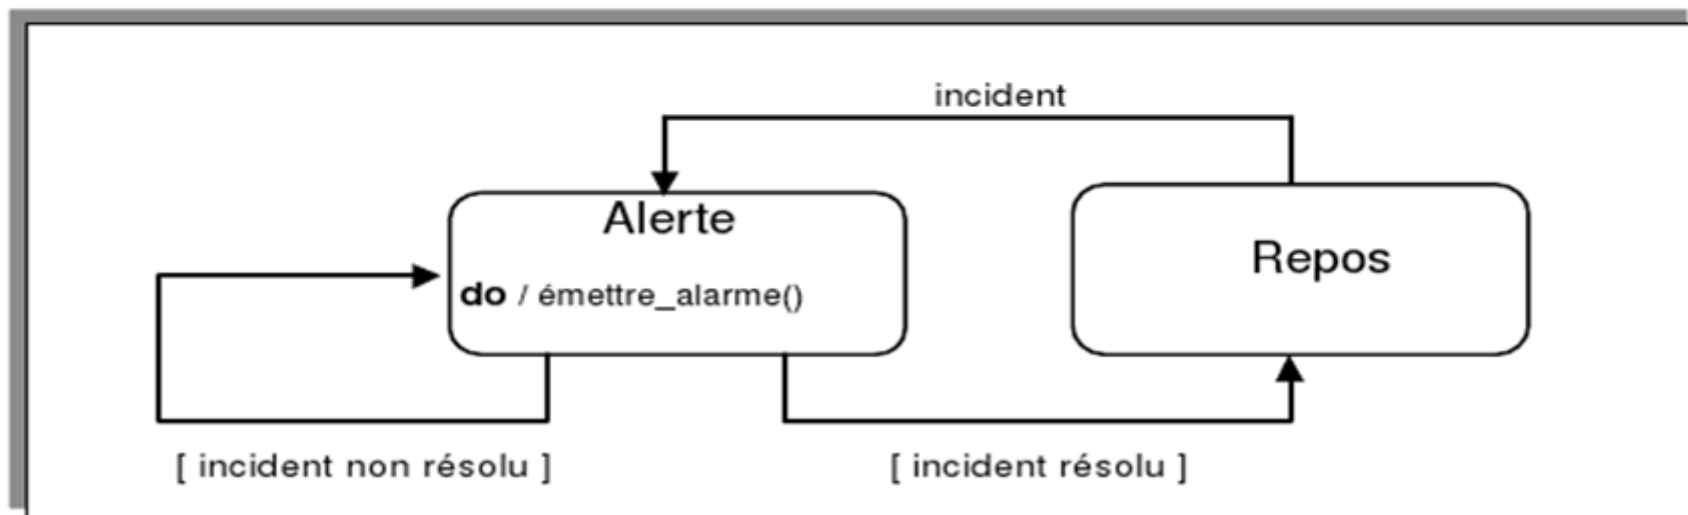 incident
Alerte
Repos
do / émettre_alarme()
[ incident non résolu ]
[ incident résolu ]